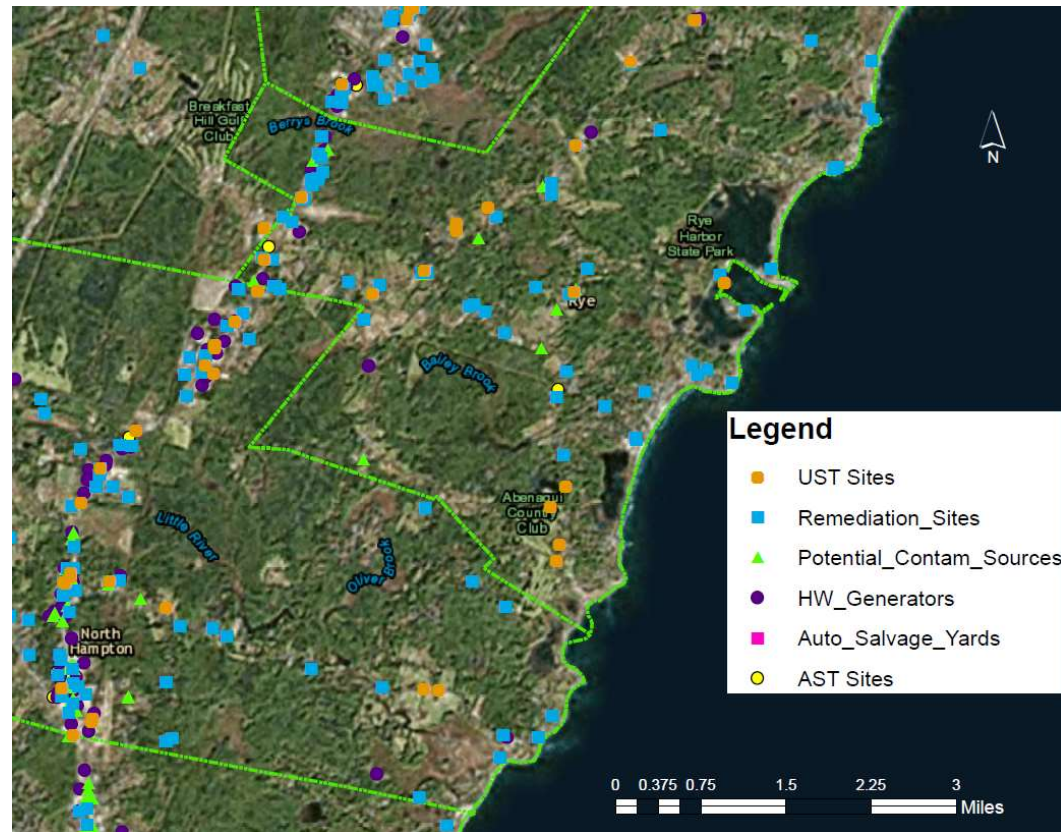 Breakfast
Hill Golf
Club
Berrys Brook
N
Rye
Harbor
State Park
Rye
Bailey Brook
Legend
UST Sites
Remediation_Sites
Potential_Contam_Sources
HW_Generators
Auto_Salvage_Yards
AST Sites
Abenaqui
Country
Club
Little River
Oliver Brook
North
Hampton
0 0.375 0.75 1.5 2.25 3
Miles